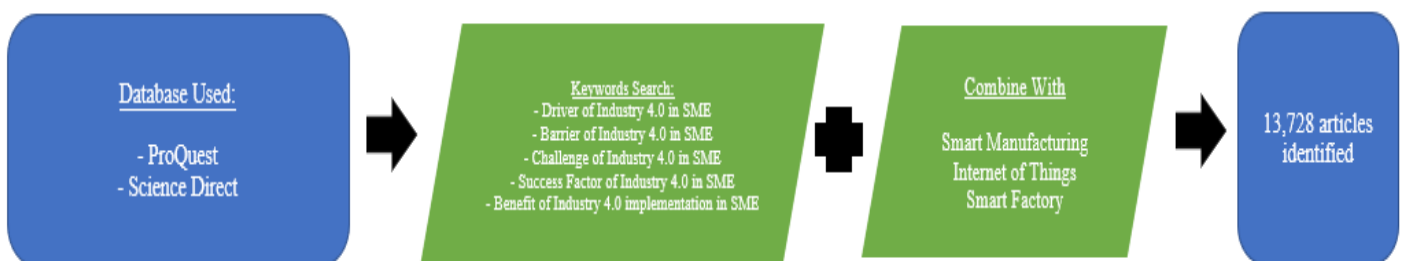 Database Used:
- ProQuest
- Science Direct
Keywords Search:
- Driver of Industry 4.0 in SME
- Barrier of Industry 4.0 in SME
- Challenge of Industry 4.0 in SME
- Success Factor of Industry 4.0 in SME
- Benefit of Industry 4.0 implementation in SME
Combine With
Smart Manufacturing
Internet of Things
Smart Factory
13,728 articles
identified